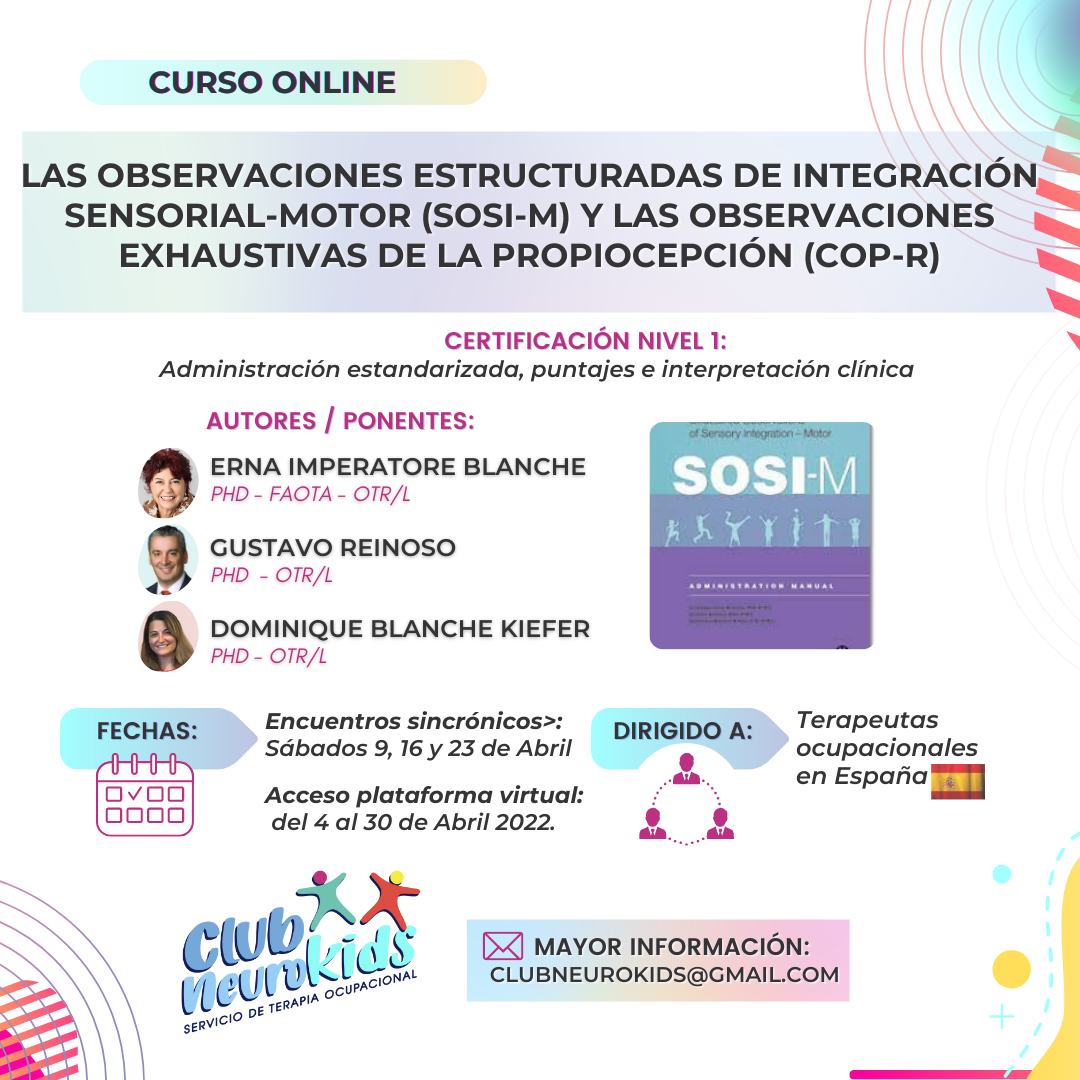 CURSO ONLINE
LAS OBSERVACIONES ESTRUCTURADAS DE INTEGRACIÓN
SENSORIAL-MOTOR (SOSI-M) Y LAS OBSERVACIONES
EXHAUSTIVAS DE LA PROPIOCEPCIÓN (COP-R)
CERTIFICACIÓN NIVEL 1:
Administración estandarizada, puntajes e interpretación clínica
AUTORES / PONENTES:
ERNA IMPERATORE BLANCHE
PHD - FAOTA - OTR/L
GUSTAVO REINOSO
PHD - OTR/L
DOMINIQUE BLANCHE KIEFER
PHD - OTR/L
of Sensory Integration – Motor
SOSI-M
ADMINISTRATION MANUAL
FECHAS:
Encuentros sincrónicos>:
Sábados 9, 16 y 23 de Abril
Acceso plataforma virtual:
del 4 al 30 de Abril 2022.
DIRIGIDO A:
Terapeutas
ocupacionales
en España
Club
Neurokids
SERVICIO DE TERAPIA OCUPACIONAL
MAYOR INFORMACIÓN:
CLUBNEUROKIDS@GMAIL.COM